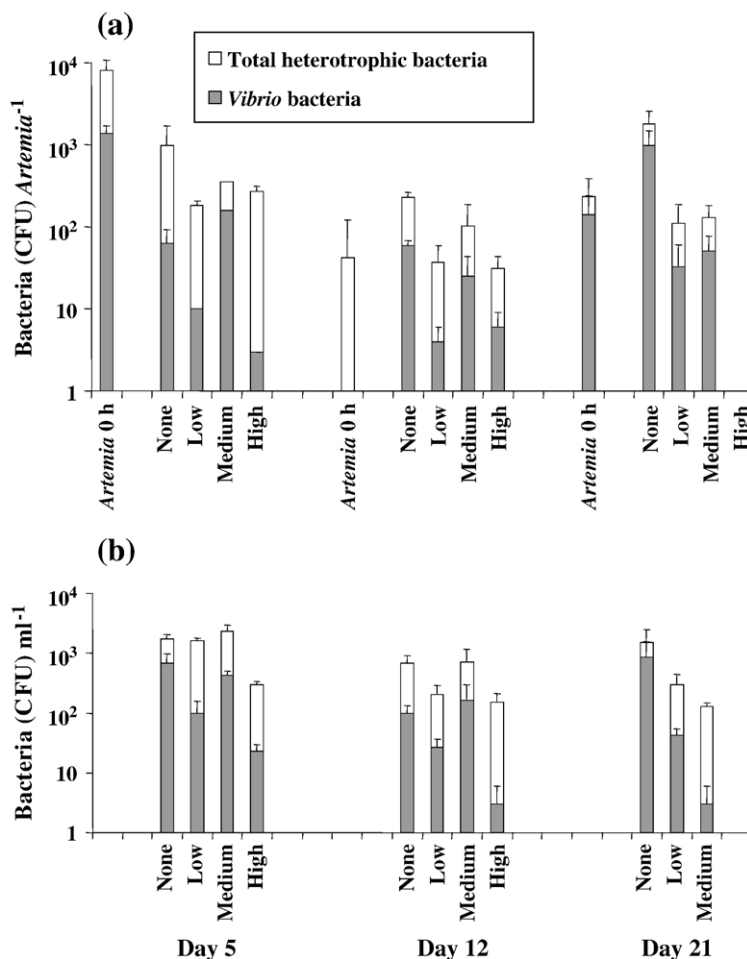 (a)
Total heterotrophic bacteria
Vibrio bacteria
Bacteria (CFU) Artemia⁻¹
10⁴
10³
10²
10
1
Artemia 0 h
None
Low
Medium
High
Artemia 0 h
None
Low
Medium
High
Artemia 0 h
None
Low
Medium
High
(b)
Bacteria (CFU) ml⁻¹
10⁴
10³
10²
10
1
None
Low
Medium
High
None
Low
Medium
High
None
Low
Medium
Day 5 Day 12 Day 21